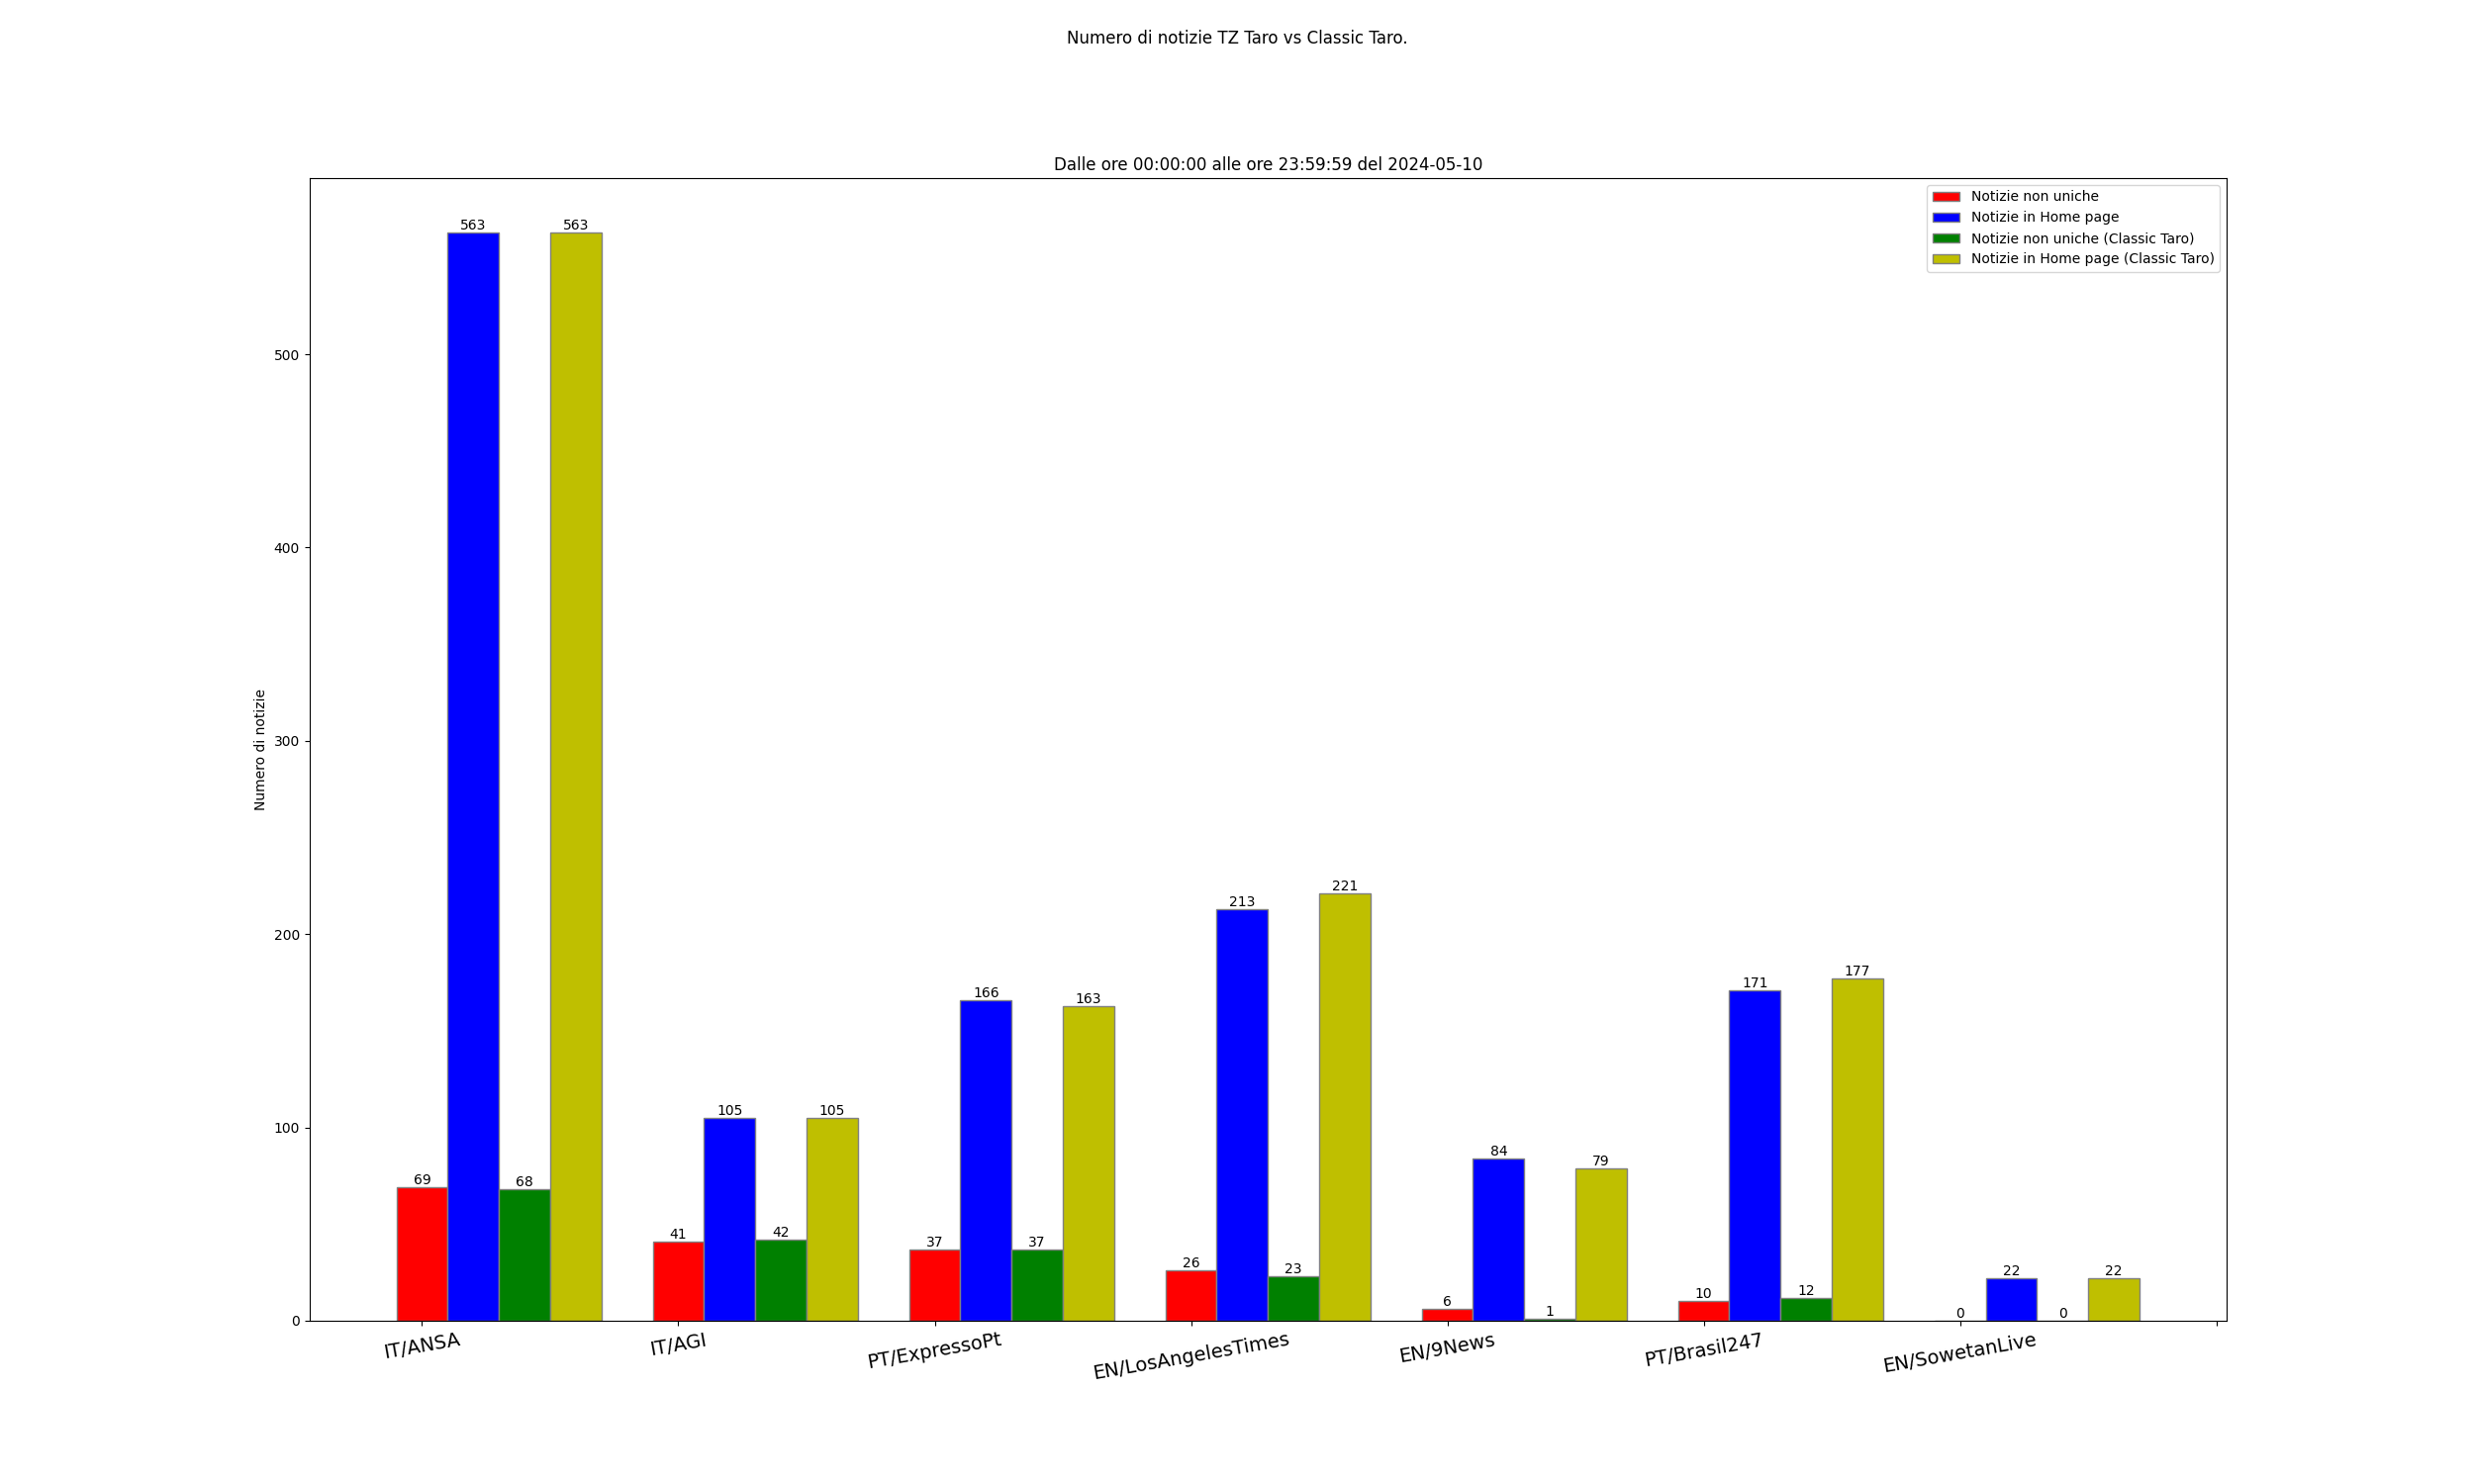 Numero di notizie TZ Taro vs Classic Taro.
Dalle ore 00:00:00 alle ore 23:59:59 del 2024-05-10
Notizie non uniche
Notizie in Home page
Notizie non uniche (Classic Taro)
Notizie in Home page (Classic Taro)
Numero di notizie
500
400
300
200
100
0
69
563
68
563
41
105
42
105
37
166
37
163
26
213
23
221
6
84
1
79
10
171
12
177
0
22
0
22
IT/ANSA
IT/AGI
PT/ExpressoPt
EN/LosAngelesTimes
EN/9News
PT/Brasil247
EN/SowetanLive